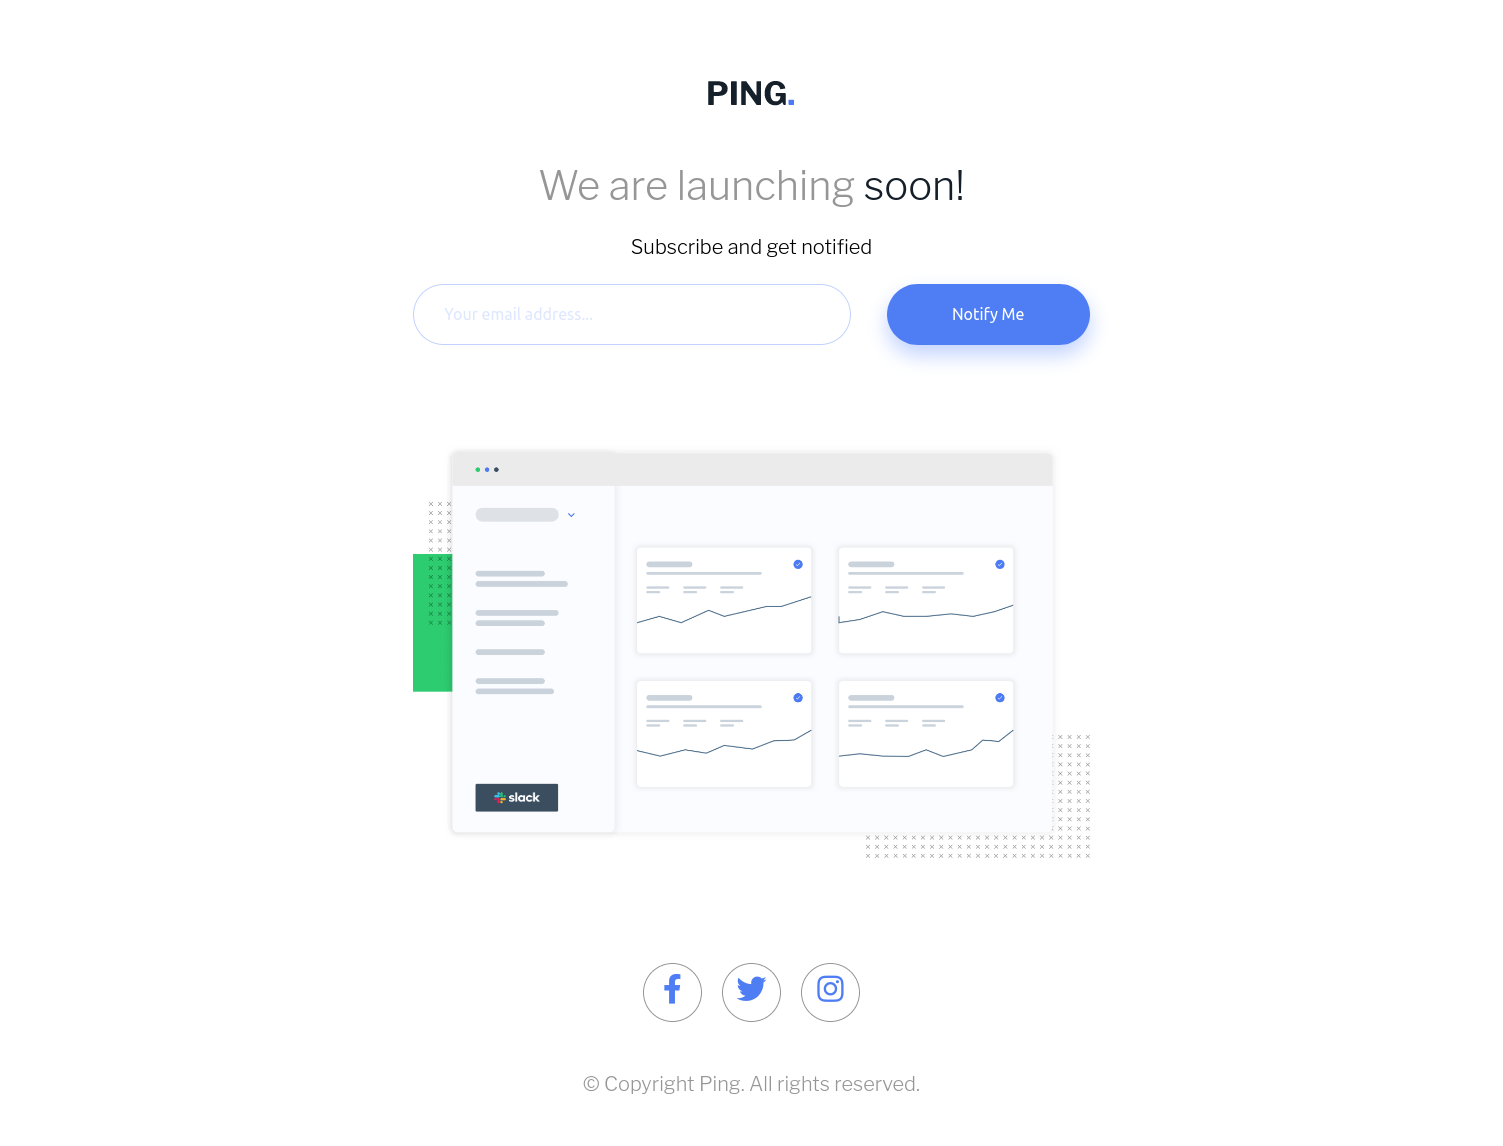 PING.
We are launching soon!
Subscribe and get notified
Your email address...
Notify Me
slack
© Copyright Ping. All rights reserved.